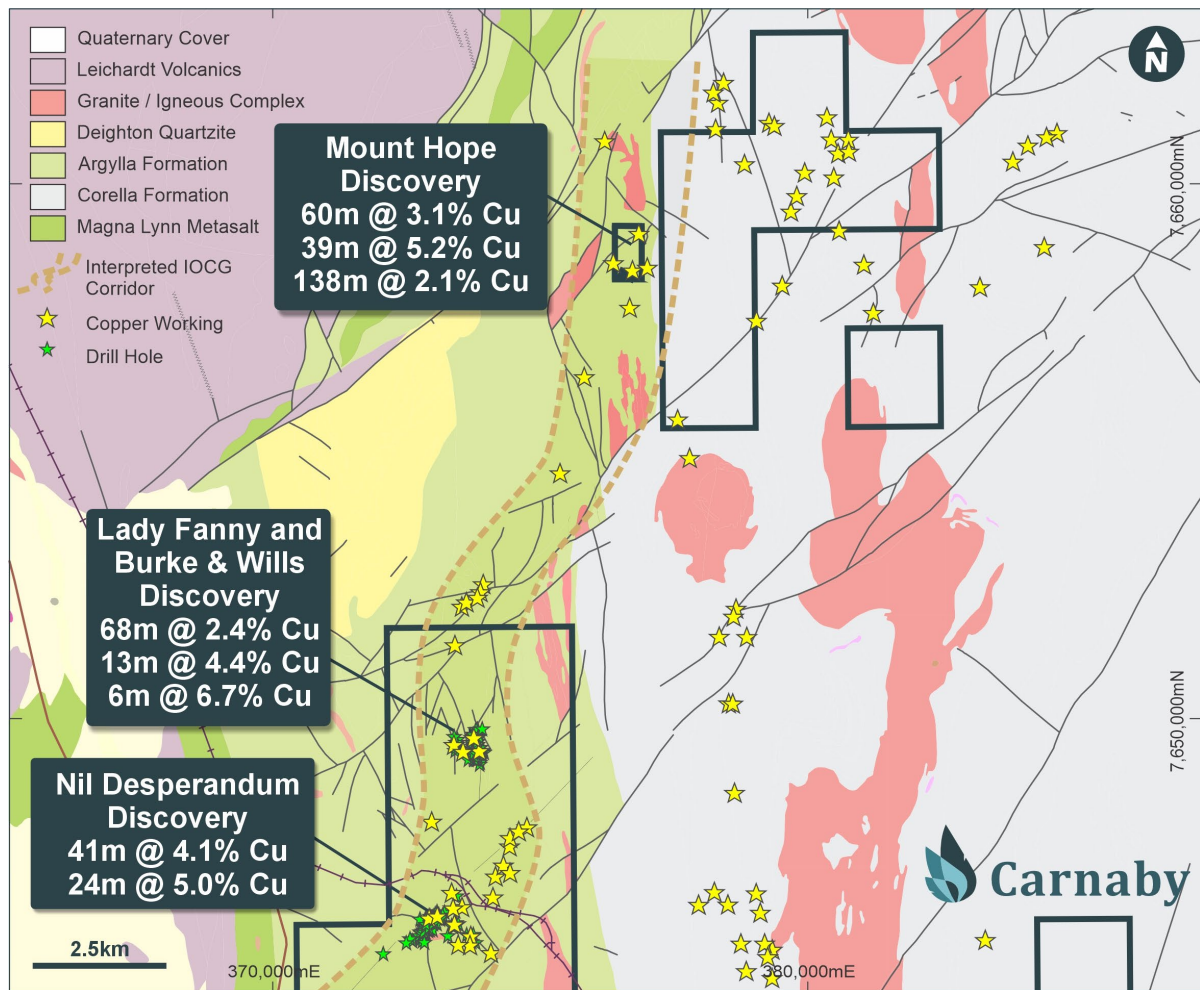 Quaternary Cover
Leichardt Volcanics
Granite / Igneous Complex
Deighton Quartzite
Argylla Formation
Corella Formation
Magna Lynn Metasalt
Interpreted IOCG
Corridor
Copper Working
Drill Hole
N
Mount Hope
Discovery
60m @ 3.1% Cu
39m @ 5.2% Cu
138m @ 2.1% Cu
7,660,000mN
Lady Fanny and
Burke & Wills
Discovery
68m @ 2.4% Cu
13m @ 4.4% Cu
6m @ 6.7% Cu
7,650,000mN
Nil Desperandum
Discovery
41m @ 4.1% Cu
24m @ 5.0% Cu
Carnaby
2.5km
370,000mE
380,000mE